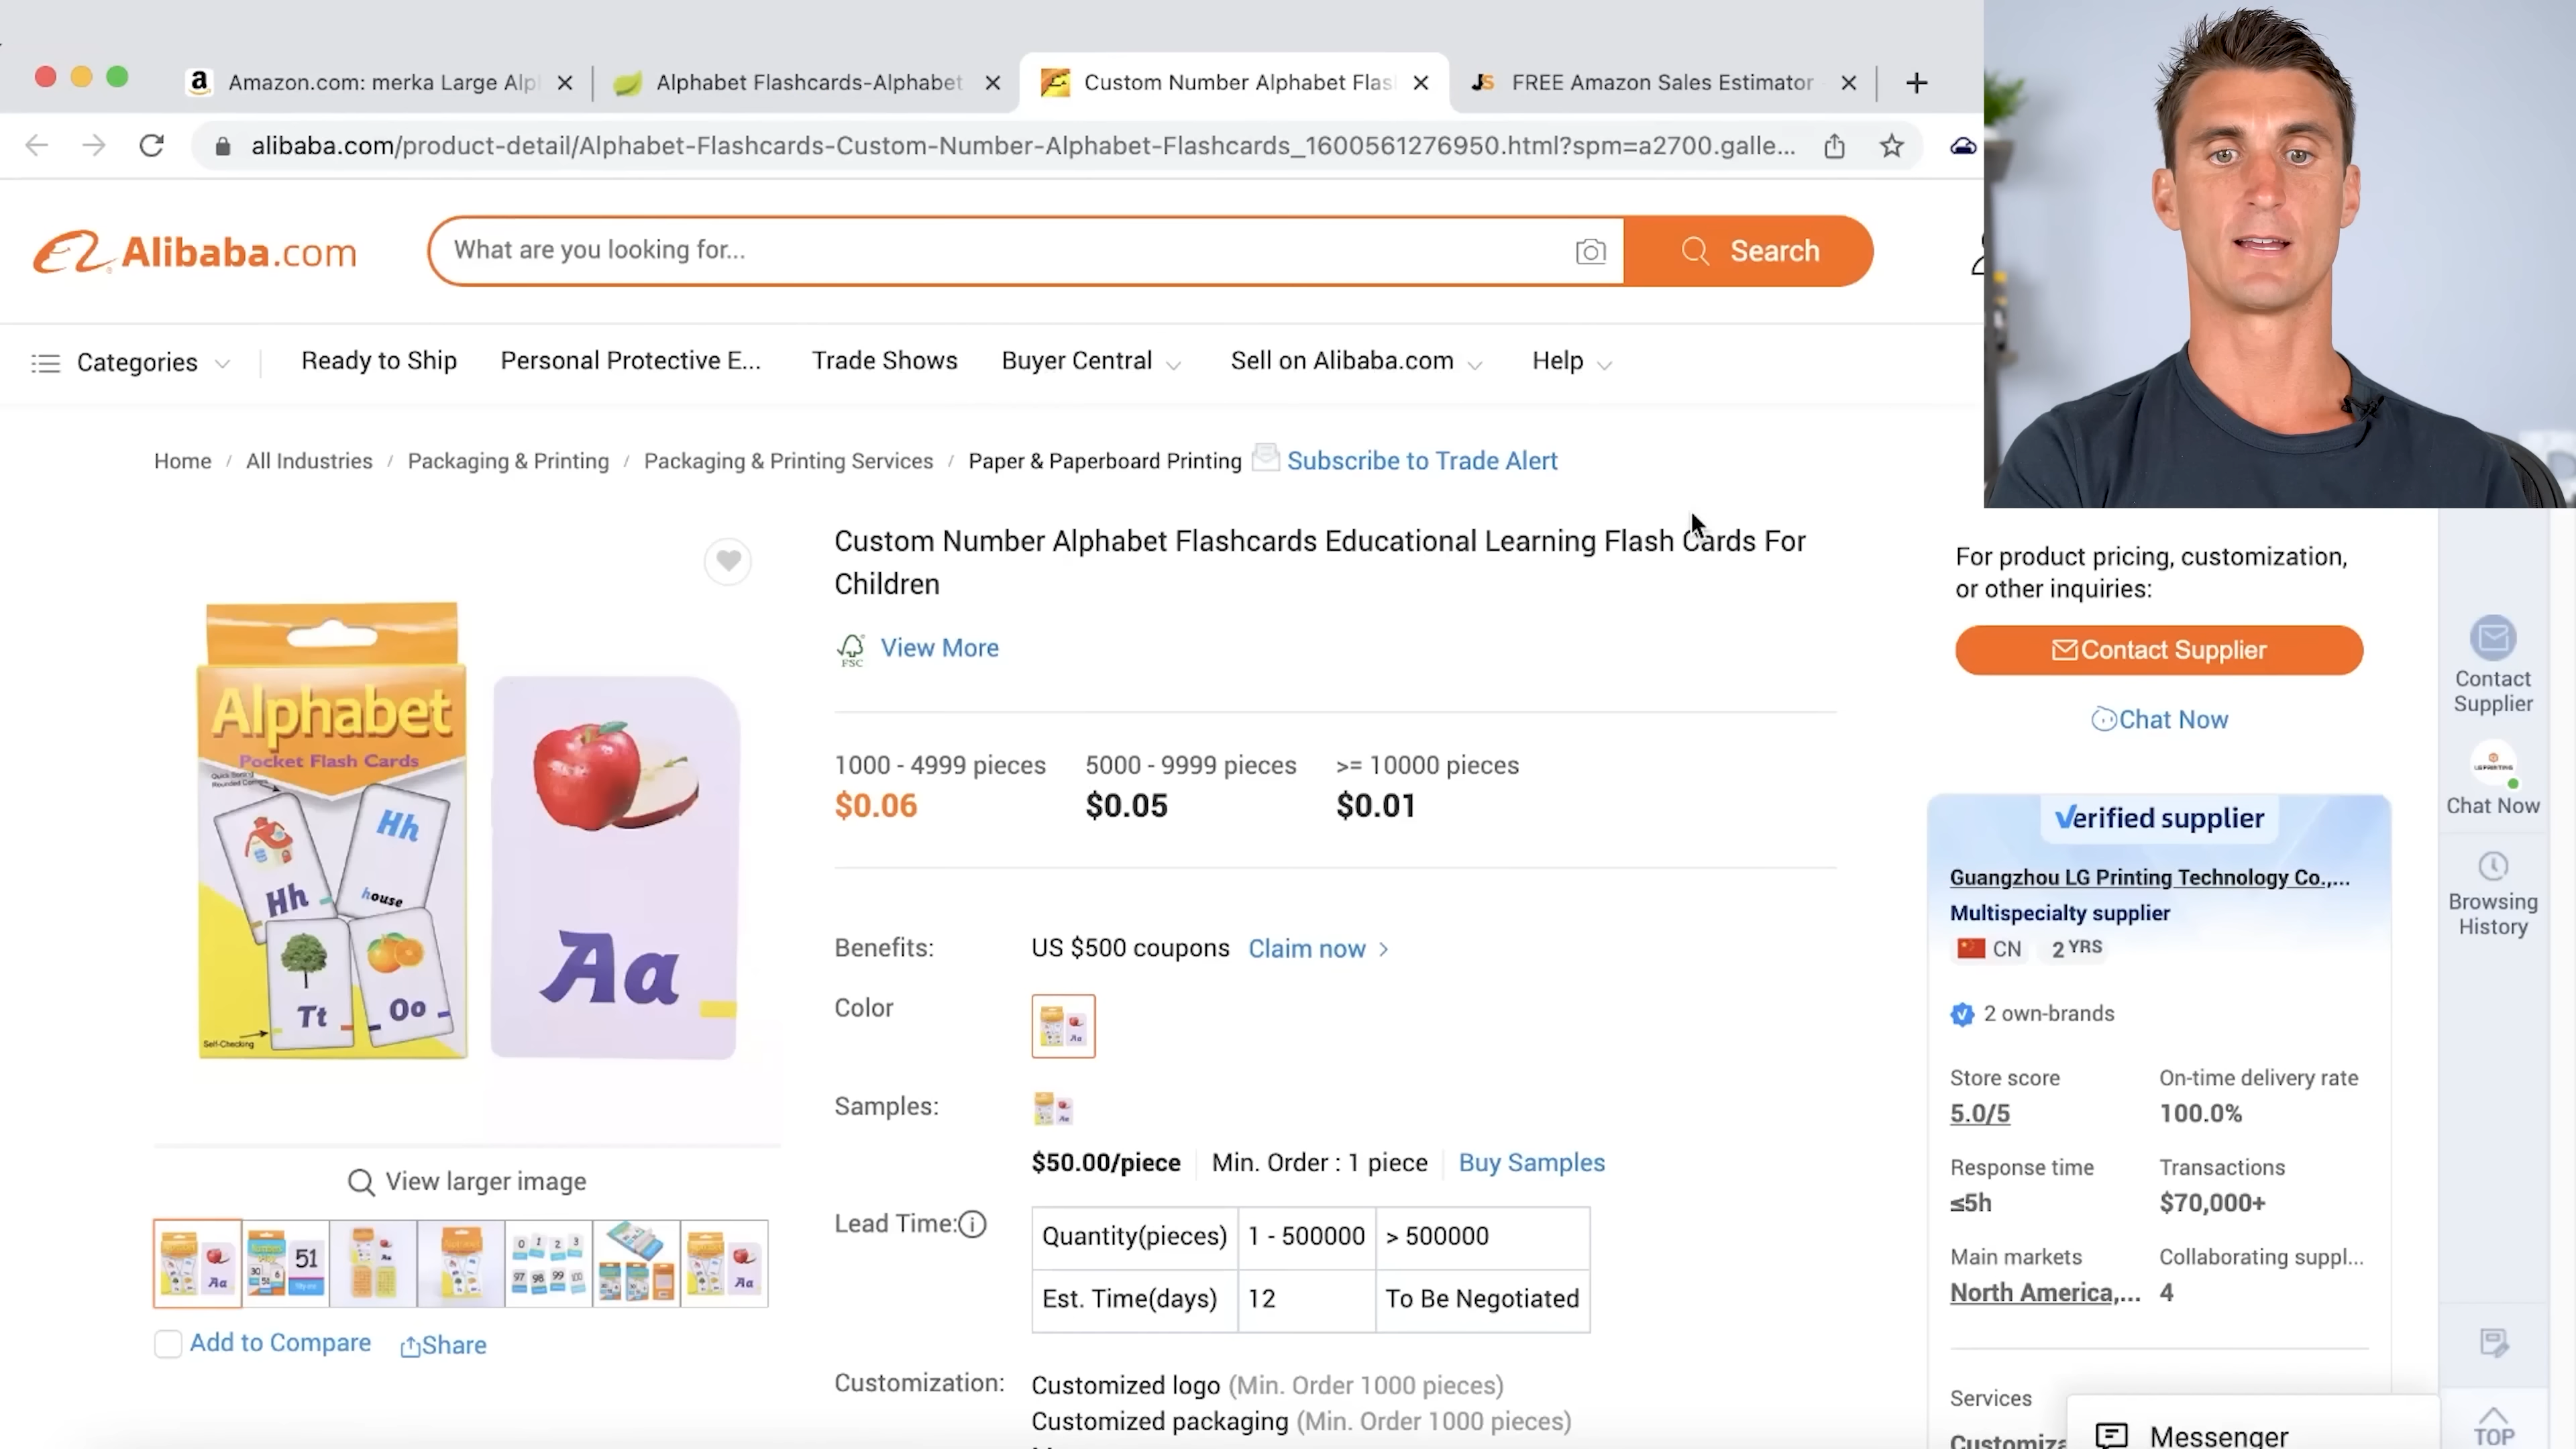 Amazon.com: merka Large Alp
Alphabet Flashcards-Alphabet
Custom Number Alphabet Flas
FREE Amazon Sales Estimator
alibaba.com/product-detail/Alphabet-Flashcards-Custom-Number-Alphabet-Flashcards_1600561276950.html?spm=a2700.galle...
Alibaba.com
What are you looking for...
Search
Categories
Ready to Ship
Personal Protective E...
Trade Shows
Buyer Central
Sell on Alibaba.com
Help
Home / All Industries / Packaging & Printing / Packaging & Printing Services / Paper & Paperboard Printing
Subscribe to Trade Alert
Custom Number Alphabet Flashcards Educational Learning Flash Cards For
Children
FSC
View More
Alphabet
Pocket Flash Cards
Rounded Corners
Hh
Hh
house
Tt
Oo
Self-Checking
Aa
View larger image
Add to Compare
Share
1000 - 4999 pieces
$0.06
5000 - 9999 pieces
$0.05
>= 10000 pieces
$0.01
Benefits:
US $500 coupons
Claim now >
Color
Samples:
$50.00/piece
Min. Order : 1 piece
Buy Samples
Lead Time:
Quantity(pieces) 1 - 500000 > 500000
Est. Time(days) 12 To Be Negotiated
Customization:
Customized logo (Min. Order 1000 pieces)
Customized packaging (Min. Order 1000 pieces)
For product pricing, customization,
or other inquiries:
Contact Supplier
Chat Now
Verified supplier
Guangzhou LG Printing Technology Co.,...
Multispecialty supplier
CN
2 YRS
2 own-brands
Store score
5.0/5
On-time delivery rate
100.0%
Response time
≤5h
Transactions
$70,000+
Main markets
North America,...
Collaborating suppl...
4
Services
Customiza
Messenger
Contact
Supplier
LG PRINTING
Chat Now
Browsing
History
TOP